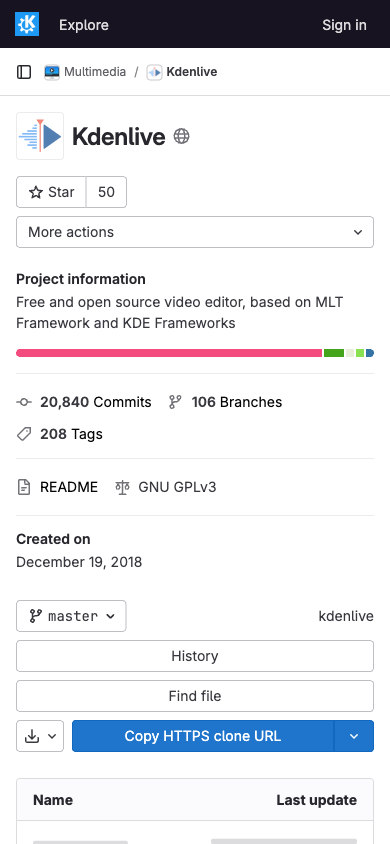 Explore
Sign in
Multimedia / Kdenlive
Kdenlive
Star 50
More actions
Project information
Free and open source video editor, based on MLT
Framework and KDE Frameworks
20,840 Commits 106 Branches
208 Tags
README GNU GPLv3
Created on
December 19, 2018
master kdenlive
History
Find file
Copy HTTPS clone URL
Name Last update